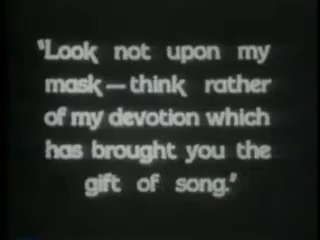 "Look not upon my
mask—think rather
of my devotion which
has brought you the
gift of song."